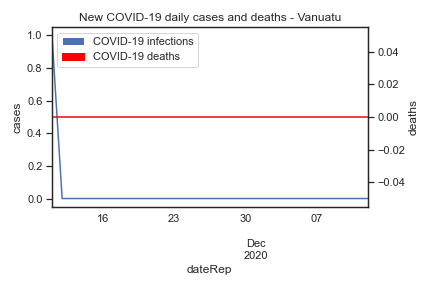 New COVID-19 daily cases and deaths - Vanuatu
COVID-19 infections
COVID-19 deaths
cases
1.0
0.8
0.6
0.4
0.2
0.0
deaths
0.04
0.02
0.00
−0.02
−0.04
16 23 30 07
Dec
2020
dateRep